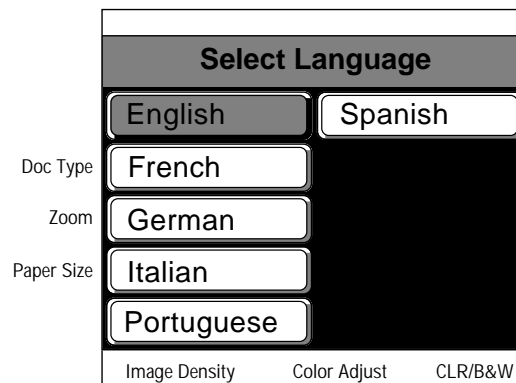 Select Language
English Spanish
Doc Type French
Zoom German
Paper Size Italian
Portuguese
Image Density Color Adjust CLR/B&W